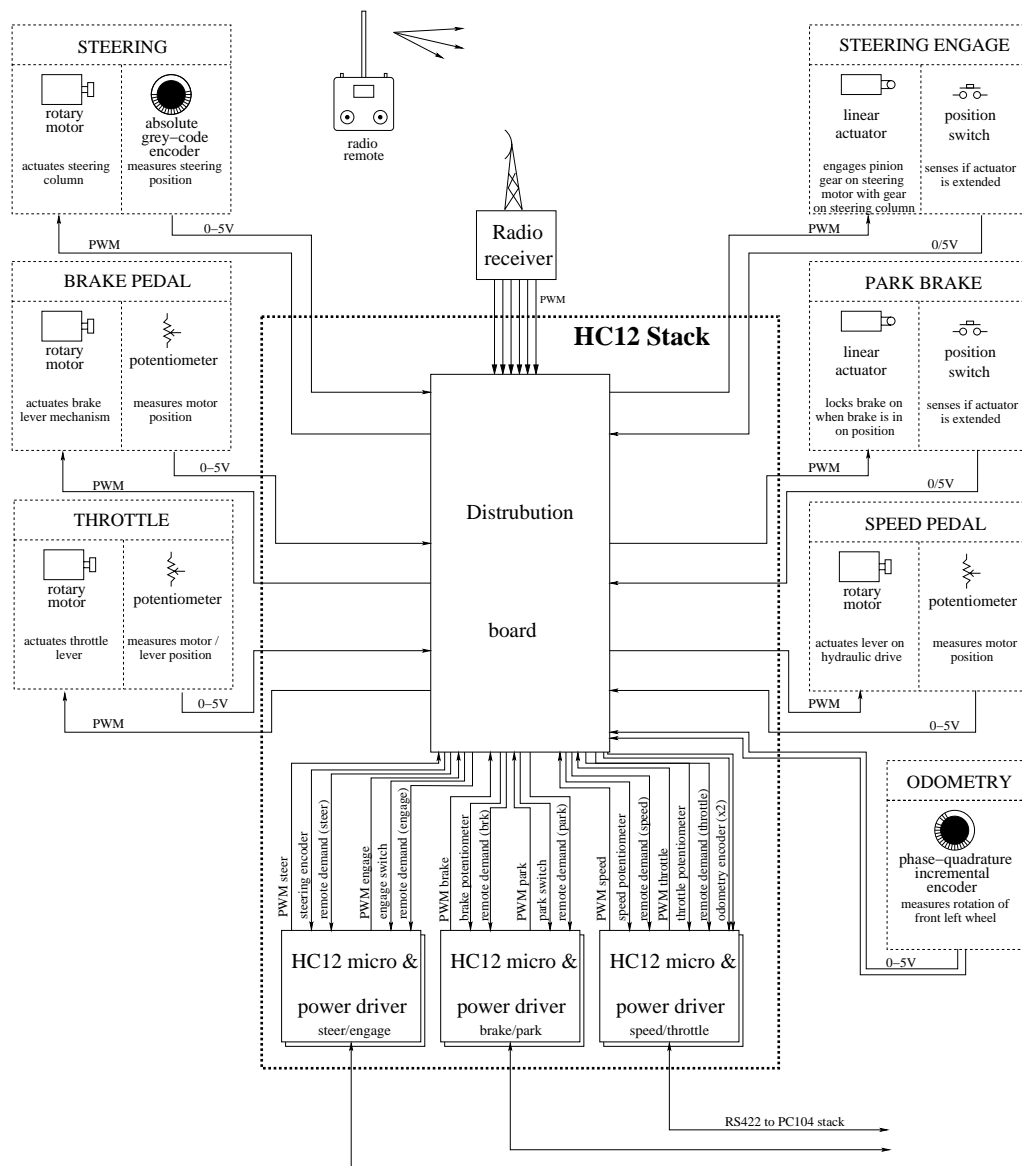 STEERING
rotary
motor
absolute
grey−code
encoder
actuates steering
column
measures steering
position
radio
remote
STEERING ENGAGE
linear
actuator
position
switch
engages pinion
gear on steering
motor with gear
on steering column
senses if actuator
is extended
PWM
0−5V
Radio
receiver
PWM
PWM
0/5V
BRAKE PEDAL
rotary
motor
potentiometer
actuates brake
lever mechanism
measures motor
position
PARK BRAKE
linear
actuator
position
switch
locks brake on
when brake is in
on position
senses if actuator
is extended
HC12 Stack
PWM
0−5V
PWM
0/5V
THROTTLE
rotary
motor
potentiometer
actuates throttle
lever
measures motor /
lever position
Distrubution
board
SPEED PEDAL
rotary
motor
potentiometer
actuates lever on
hydraulic drive
measures motor
position
PWM
0−5V
PWM
0−5V
ODOMETRY
phase−quadrature
incremental
encoder
measures rotation of
front left wheel
0−5V
PWM steer
steering encoder
remote demand (steer)
PWM engage
engage switch
remote demand (engage)
PWM brake
brake potentiometer
remote demand (brk)
PWM park
park switch
remote demand (park)
PWM speed
speed potentiometer
remote demand (speed)
PWM throttle
throttle potentiometer
remote demand (throttle)
odometry encoder (x2)
HC12 micro &
power driver
steer/engage
HC12 micro &
power driver
brake/park
HC12 micro &
power driver
speed/throttle
RS422 to PC104 stack